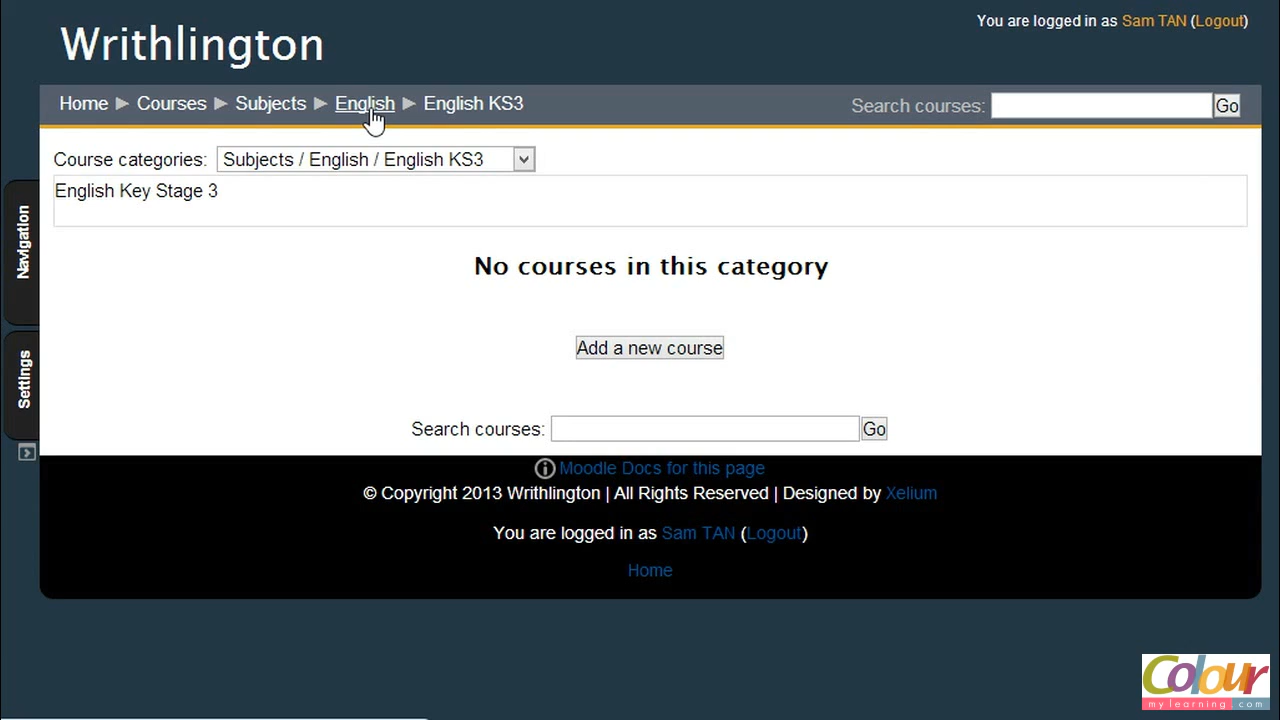 You are logged in as Sam TAN (Logout)
Writhlington
Home ► Courses ► Subjects ► English ► English KS3
Search courses: Go
Course categories: Subjects / English / English KS3
English Key Stage 3
Navigation
Settings
No courses in this category
Add a new course
Search courses: Go
Moodle Docs for this page
© Copyright 2013 Writhlington | All Rights Reserved | Designed by Xelium
You are logged in as Sam TAN (Logout)
Home
Colour
my learning.com